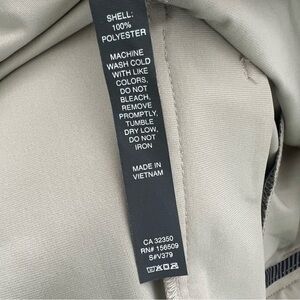 SHELL:
100%
POLYESTER
MACHINE
WASH COLD
WITH LIKE
COLORS,
DO NOT
BLEACH,
REMOVE
PROMPTLY,
TUMBLE
DRY LOW,
DO NOT
IRON
MADE IN
VIETNAM
CA 32350
RN# 156509
S#V379